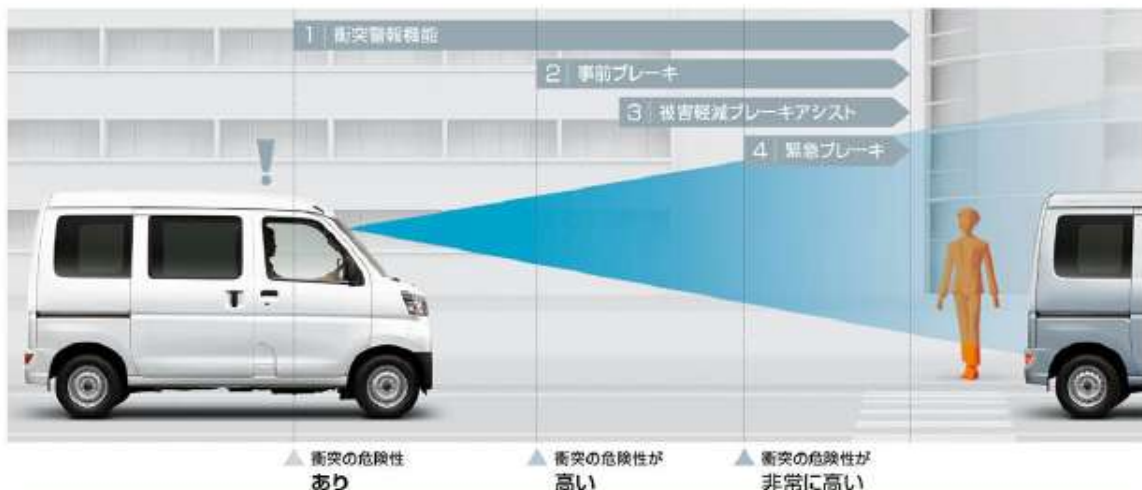 1 衝突警報機能
2 事前ブレーキ
3 被害軽減ブレーキアシスト
4 緊急ブレーキ
!
衝突の危険性
あり
衝突の危険性が
高い
衝突の危険性が
非常に高い